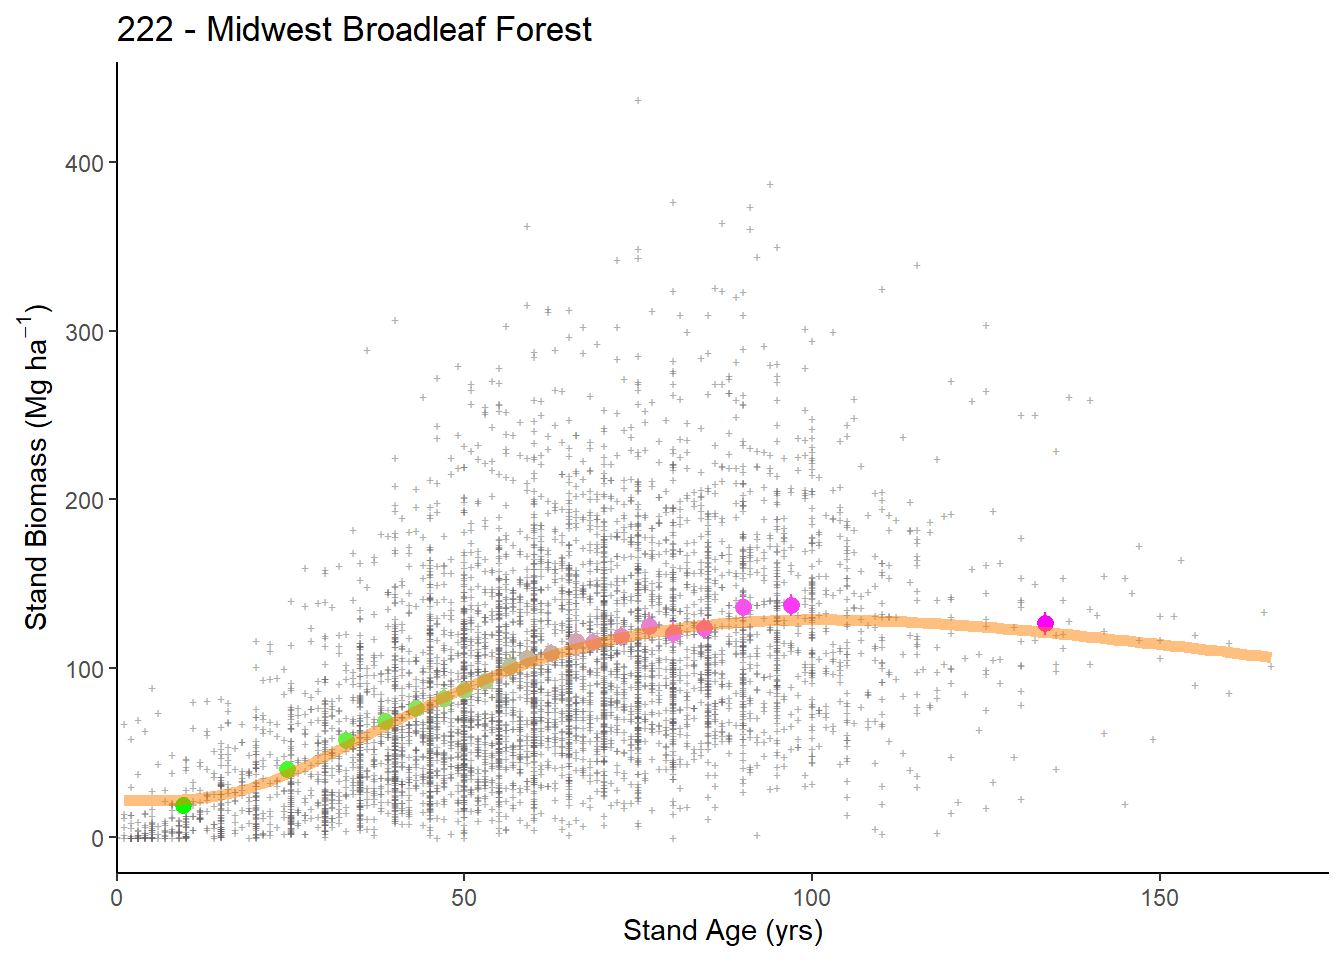 222 - Midwest Broadleaf Forest
Stand Biomass (Mg ha⁻¹)
400
300
200
100
0
0 50 100 150
Stand Age (yrs)